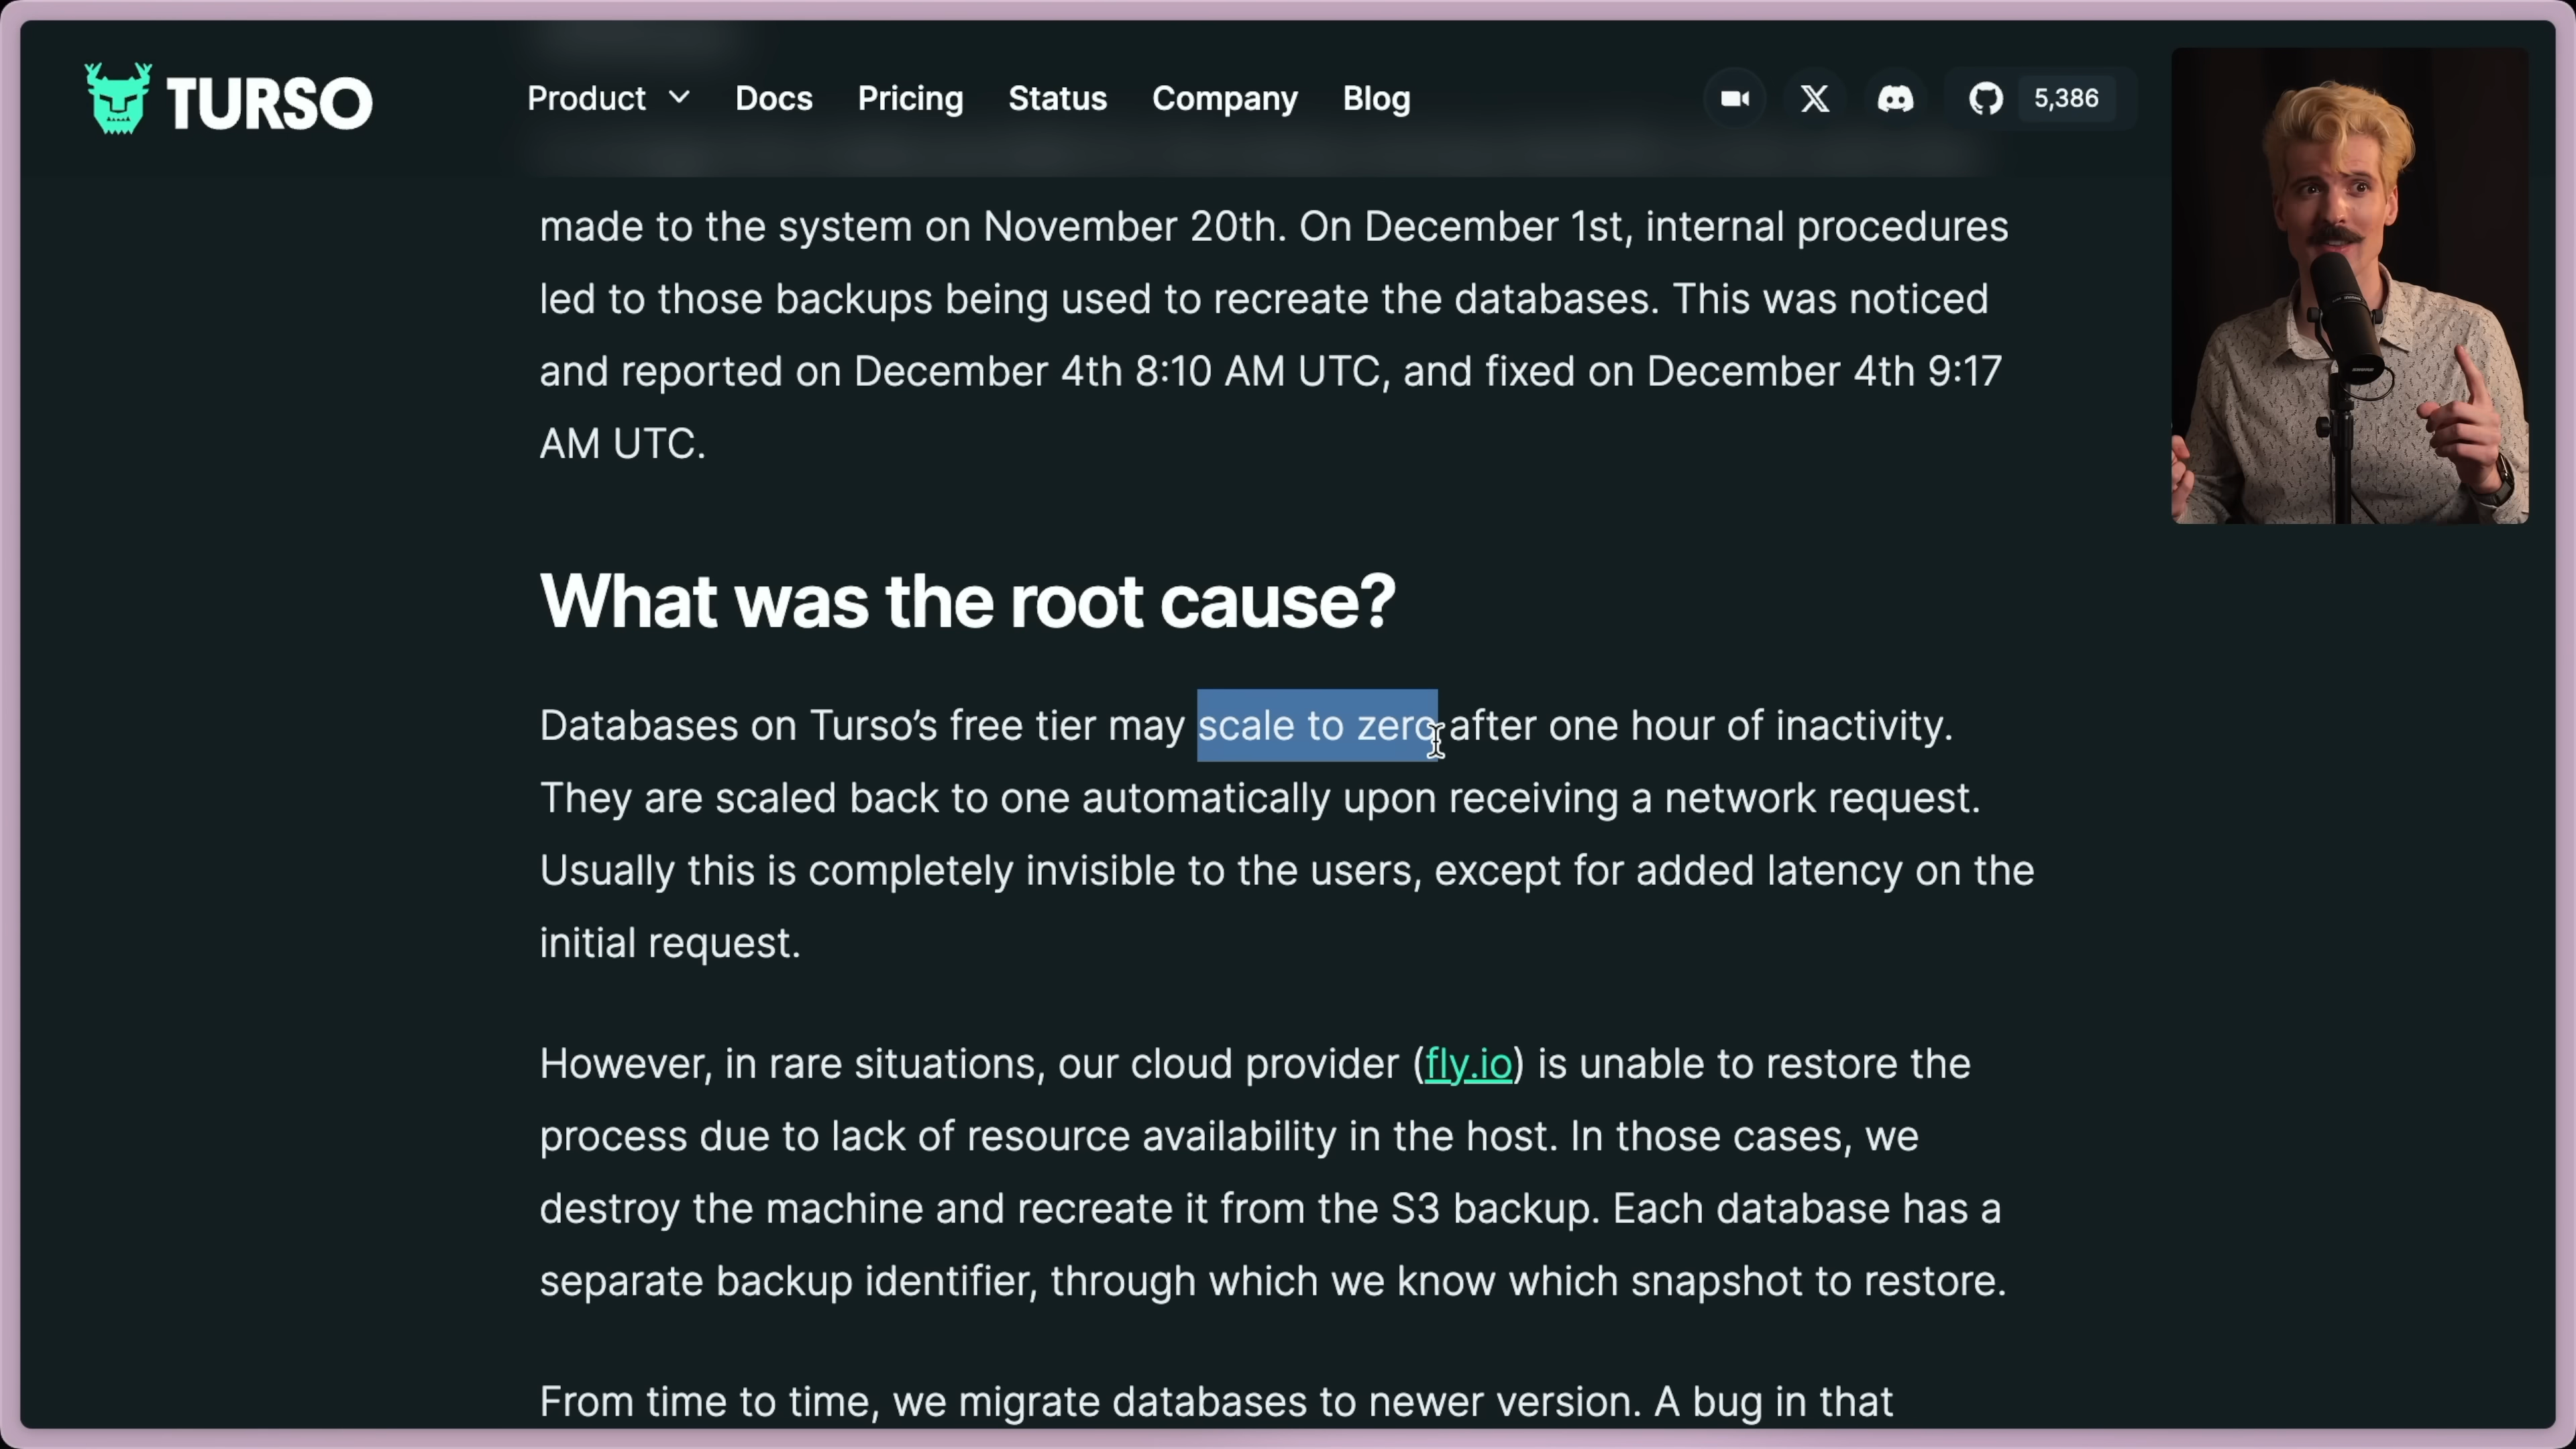 TURSO
Product
Docs
Pricing
Status
Company
Blog
5,386
made to the system on November 20th. On December 1st, internal procedures
led to those backups being used to recreate the databases. This was noticed
and reported on December 4th 8:10 AM UTC, and fixed on December 4th 9:17
AM UTC.
What was the root cause?
Databases on Turso’s free tier may scale to zero after one hour of inactivity.
They are scaled back to one automatically upon receiving a network request.
Usually this is completely invisible to the users, except for added latency on the
initial request.
However, in rare situations, our cloud provider (fly.io) is unable to restore the
process due to lack of resource availability in the host. In those cases, we
destroy the machine and recreate it from the S3 backup. Each database has a
separate backup identifier, through which we know which snapshot to restore.
From time to time, we migrate databases to newer version. A bug in that